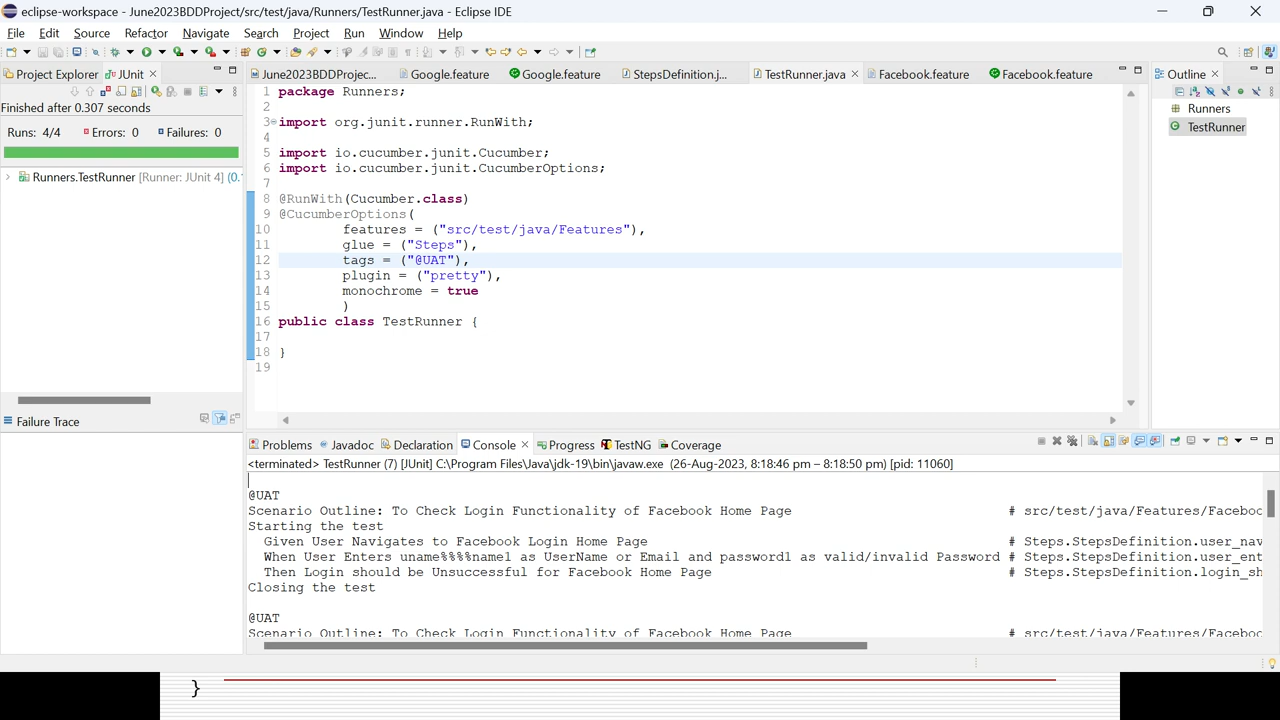 eclipse-workspace - June2023BDDProject/src/test/java/Runners/TestRunner.java - Eclipse IDE
File Edit Source Refactor Navigate Search Project Run Window Help
Project Explorer JUnit
June2023BDDProjec... Google.feature Google.feature StepsDefinition.j... TestRunner.java Facebook.feature Facebook.feature
Outline
Finished after 0.307 seconds
Runs: 4/4 Errors: 0 Failures: 0
Runners.TestRunner [Runner: JUnit 4] (0.
Runners
TestRunner
1 package Runners;
2
3 import org.junit.runner.RunWith;
4
5 import io.cucumber.junit.Cucumber;
6 import io.cucumber.junit.CucumberOptions;
7
8 @RunWith(Cucumber.class)
9 @CucumberOptions(
10 features = ("src/test/java/Features"),
11 glue = ("Steps"),
12 tags = ("@UAT"),
13 plugin = ("pretty"),
14 monochrome = true
15 )
16 public class TestRunner {
17
18 }
19
Failure Trace
Problems Javadoc Declaration Console Progress TestNG Coverage
<terminated> TestRunner (7) [JUnit] C:\Program Files\Java\jdk-19\bin\javaw.exe (26-Aug-2023, 8:18:46 pm – 8:18:50 pm) [pid: 11060]
@UAT
Scenario Outline: To Check Login Functionality of Facebook Home Page # src/test/java/Features/Faceboo
Starting the test
Given User Navigates to Facebook Login Home Page # Steps.StepsDefinition.user_nav
When User Enters uname%%%%name1 as UserName or Email and password1 as valid/invalid Password # Steps.StepsDefinition.user_ent
Then Login should be Unsuccessful for Facebook Home Page # Steps.StepsDefinition.login_sh
Closing the test
@UAT
Scenario Outline: To Check Login Functionality of Facebook Home Page # src/test/java/Features/Faceboo
}